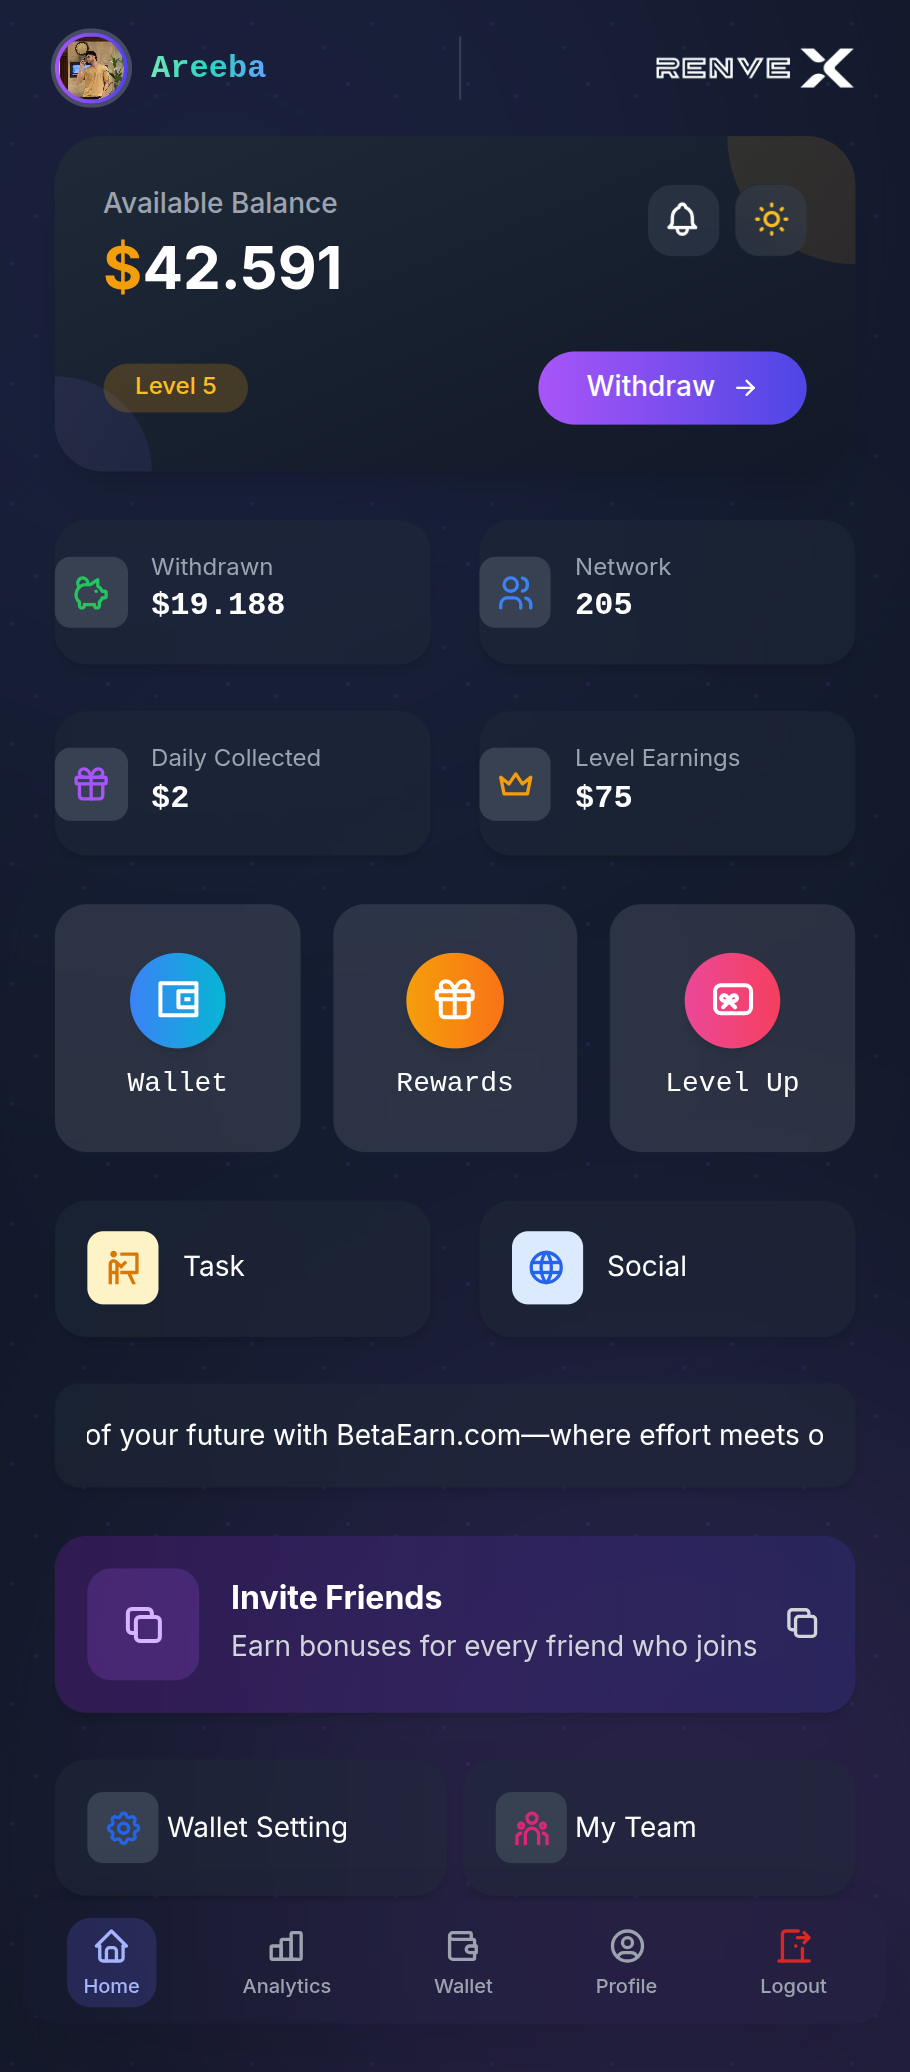 Areeba
RENVE X
Available Balance
$42.591
Level 5
Withdraw →
Withdrawn
$19.188
Network
205
Daily Collected
$2
Level Earnings
$75
Wallet
Rewards
Level Up
Task
Social
of your future with BetaEarn.com—where effort meets o
Invite Friends
Earn bonuses for every friend who joins
Wallet Setting
My Team
Home
Analytics
Wallet
Profile
Logout